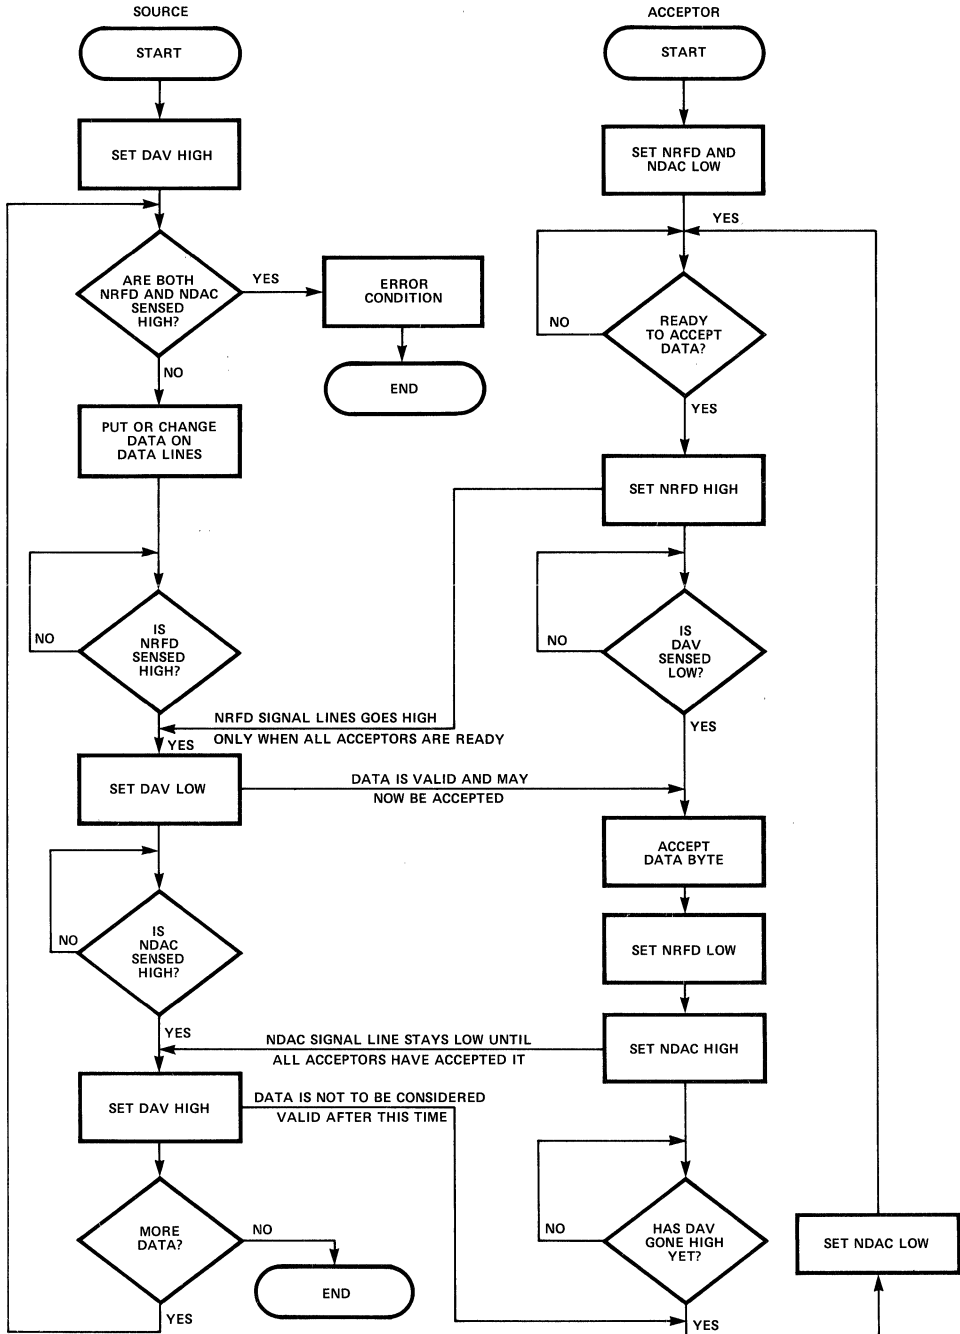 SOURCE
START
SET DAV HIGH
ARE BOTH
NRFD AND NDAC
SENSED
HIGH?
YES
ERROR
CONDITION
END
NO
PUT OR CHANGE
DATA ON
DATA LINES
IS
NRFD
SENSED
HIGH?
NO
NRFD SIGNAL LINES GOES HIGH
ONLY WHEN ALL ACCEPTORS ARE READY
YES
SET DAV LOW
DATA IS VALID AND MAY
NOW BE ACCEPTED
IS
NDAC
SENSED
HIGH?
NO
YES
NDAC SIGNAL LINE STAYS LOW UNTIL
ALL ACCEPTORS HAVE ACCEPTED IT
SET DAV HIGH
DATA IS NOT TO BE CONSIDERED
VALID AFTER THIS TIME
MORE
DATA?
NO
END
YES
ACCEPTOR
START
SET NRFD AND
NDAC LOW
YES
READY
TO ACCEPT
DATA?
NO
YES
SET NRFD HIGH
IS
DAV
SENSED
LOW?
NO
YES
ACCEPT
DATA BYTE
SET NRFD LOW
SET NDAC HIGH
HAS DAV
GONE HIGH
YET?
NO
YES
SET NDAC LOW